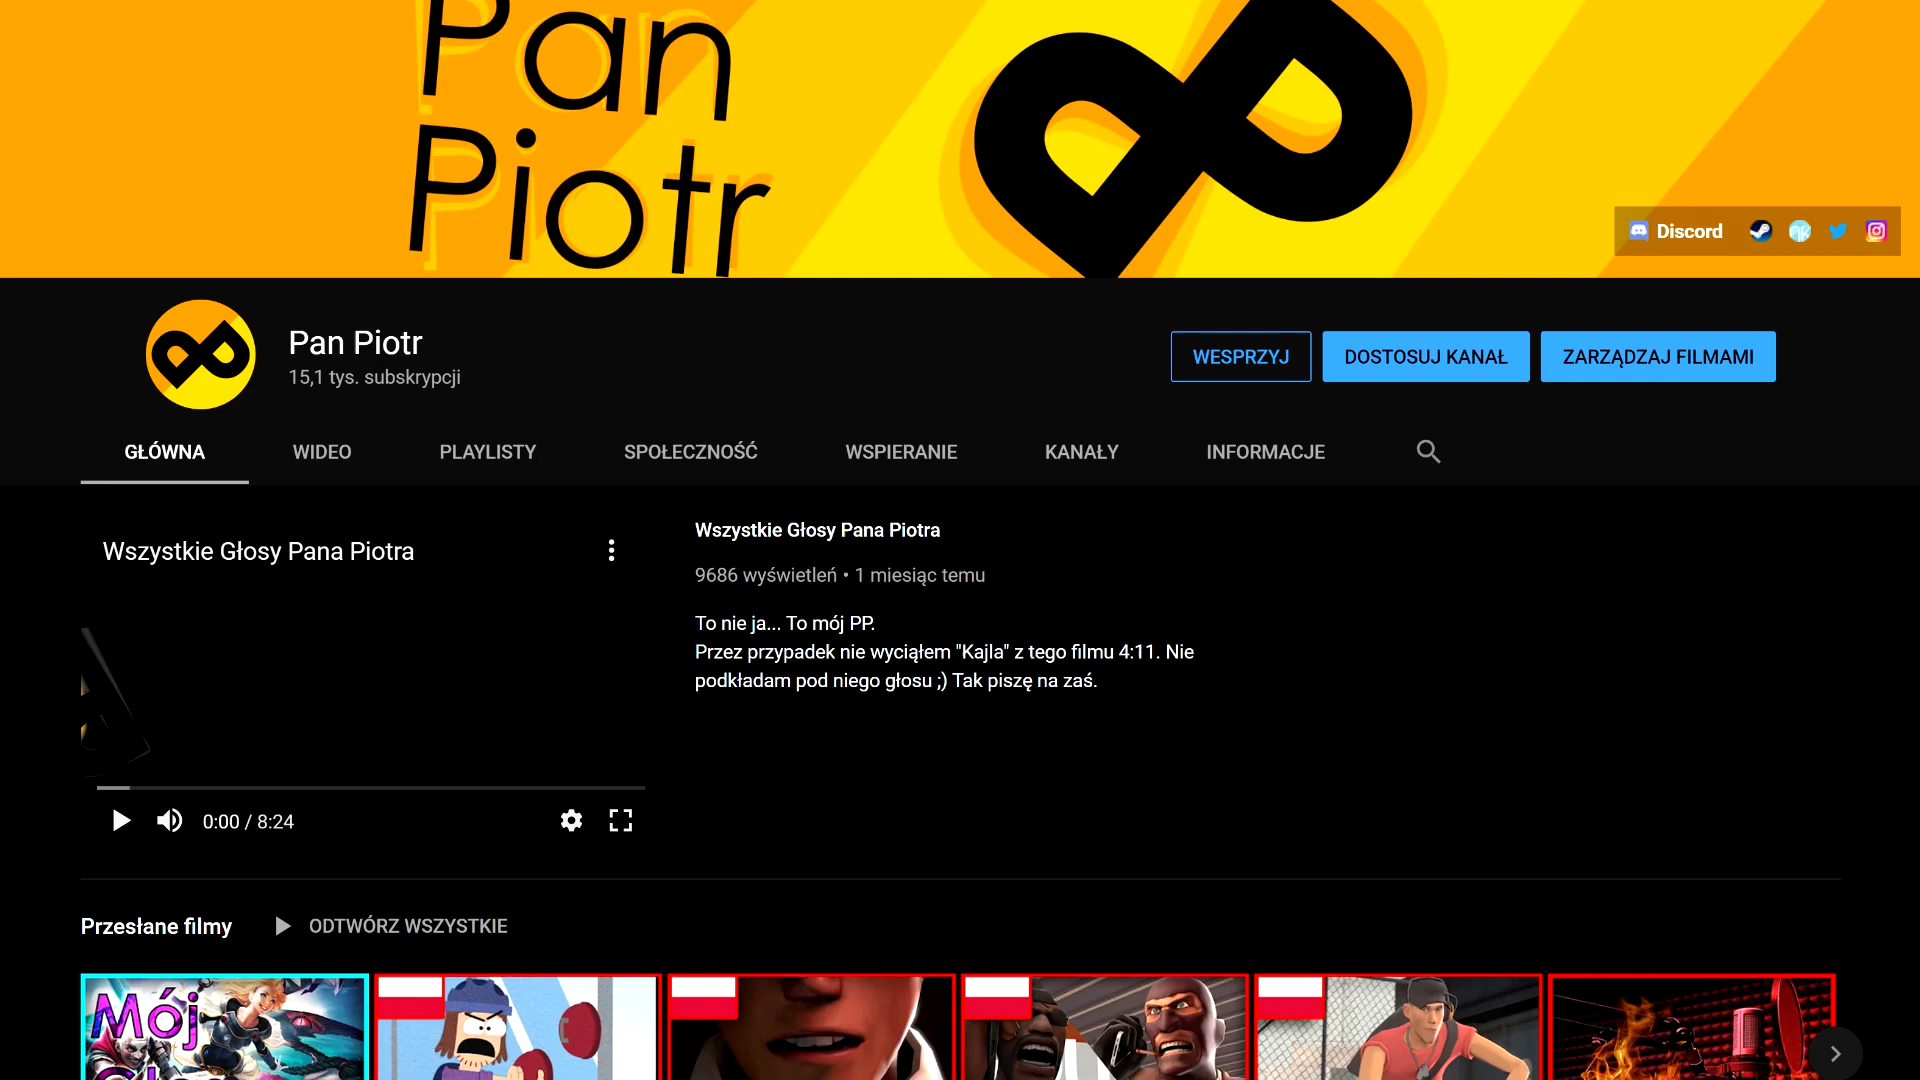 Pan
Piotr
Discord
Pan Piotr
15,1 tys. subskrypcji
WESPRZYJ
DOSTOSUJ KANAŁ
ZARZĄDZAJ FILMAMI
GŁÓWNA
WIDEO
PLAYLISTY
SPOŁECZNOŚĆ
WSPIERANIE
KANAŁY
INFORMACJE
Wszystkie Głosy Pana Piotra
Wszystkie Głosy Pana Piotra
9686 wyświetleń • 1 miesiąc temu
To nie ja... To mój PP.
Przez przypadek nie wyciąłem "Kajla" z tego filmu 4:11. Nie
podkładam pod niego głosu ;) Tak piszę na zaś.
0:00 / 8:24
Przesłane filmy
ODTWÓRZ WSZYSTKIE
Mój